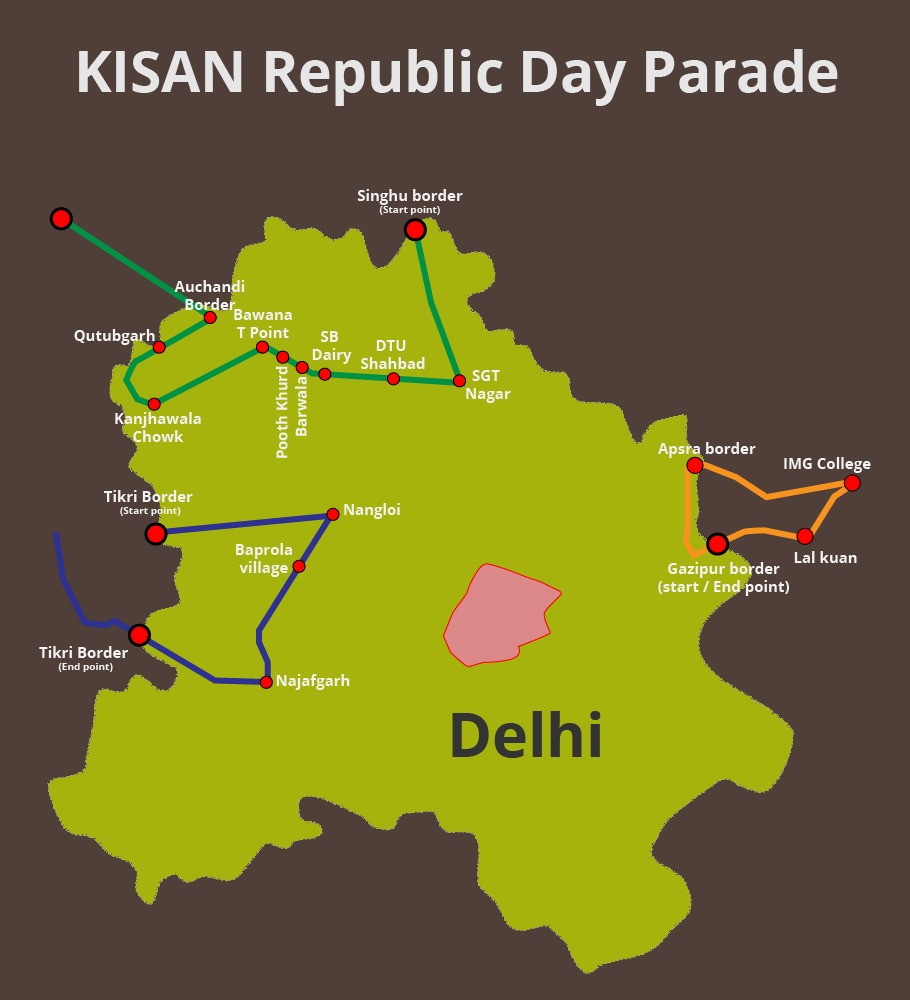 KISAN Republic Day Parade
Singhu border
(Start point)
Auchandi
Border
Bawana
T Point
Qutubgarh
SB
Dairy
DTU
Shahbad
SGT
Nagar
Pooth Khurd
Barwala
Kanjhawala
Chowk
Apsra border
IMG College
Lal kuan
Gazipur border
(start / End point)
Tikri Border
(Start point)
Nangloi
Baprola
village
Tikri Border
(End point)
Najafgarh
Delhi